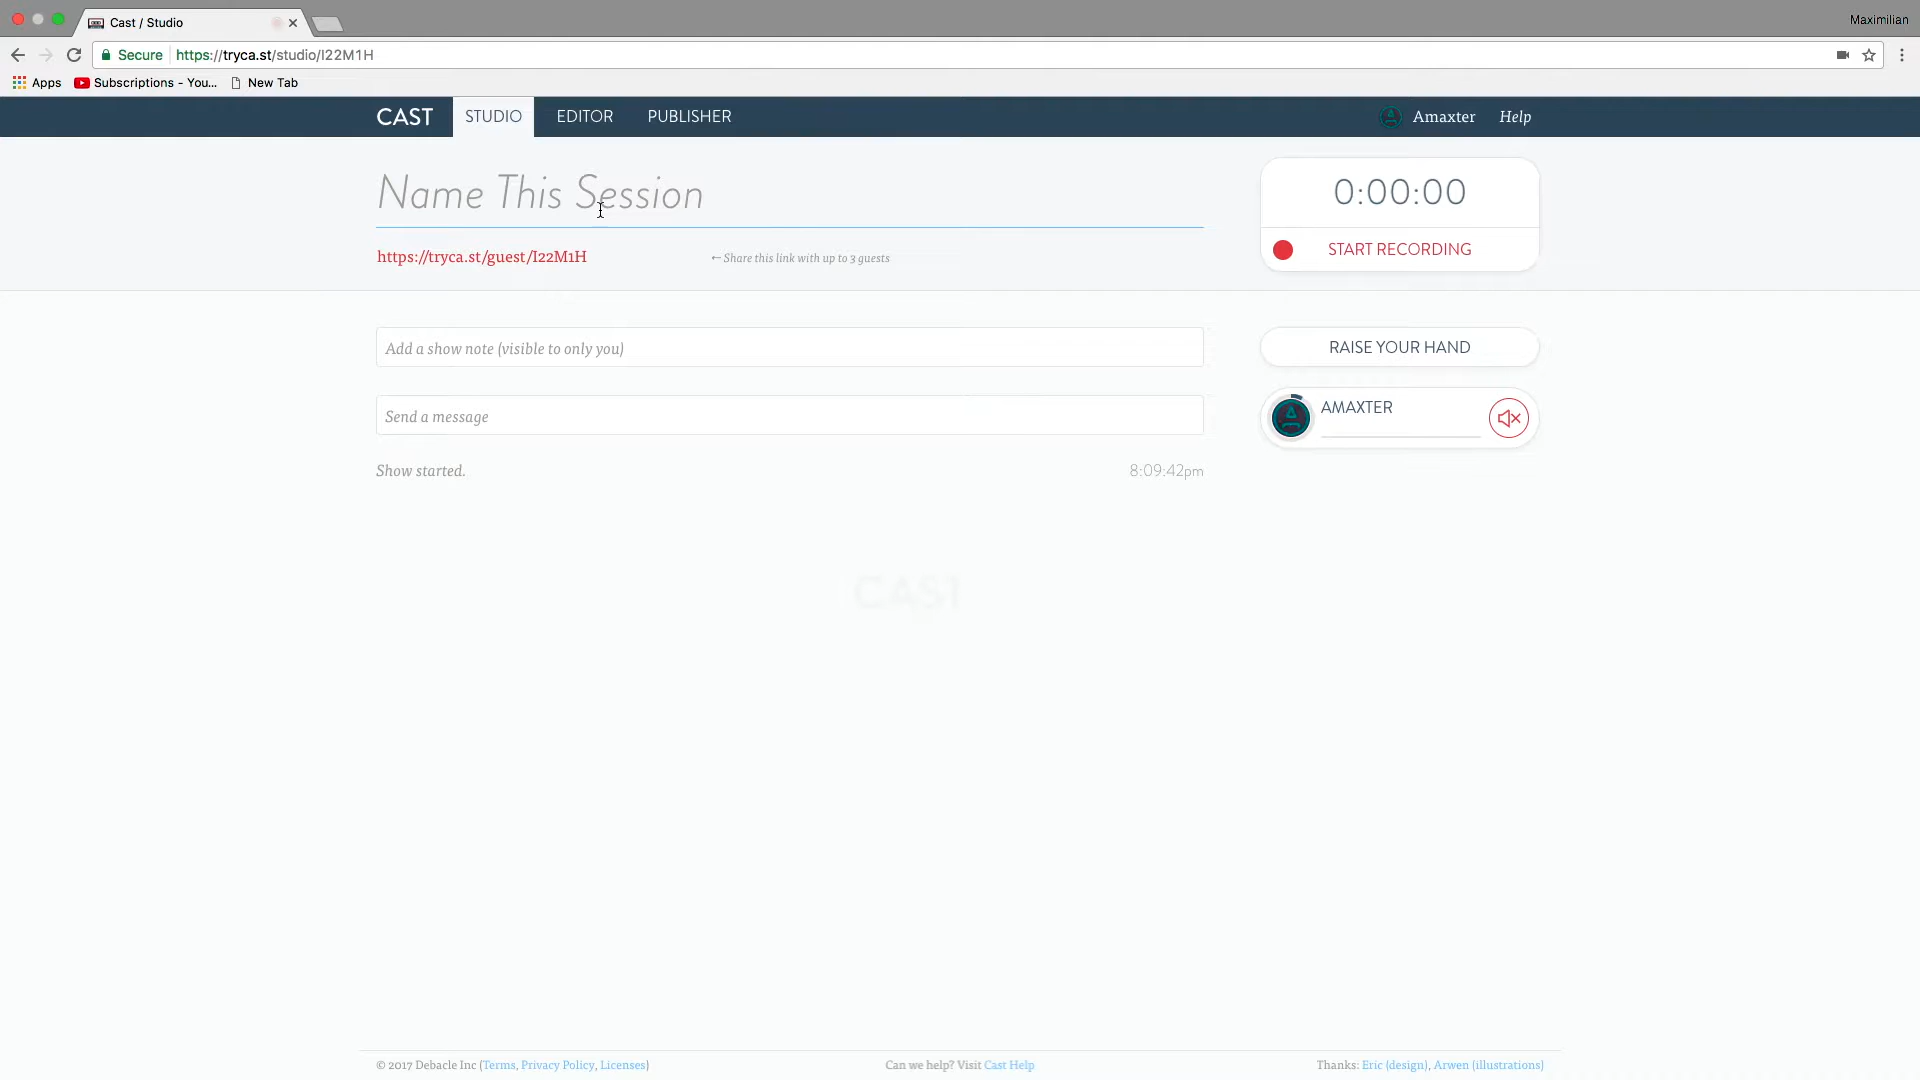 Cast / Studio
Maximilian
Secure https://tryca.st/studio/I22M1H
Apps Subscriptions - You... New Tab
CAST STUDIO EDITOR PUBLISHER Amaxter Help
Name This Session
0:00:00
https://tryca.st/guest/I22M1H
←Share this link with up to 3 guests
START RECORDING
Add a show note (visible to only you)
RAISE YOUR HAND
AMAXTER
Send a message
Show started. 8:09:42pm
CAST
© 2017 Debacle Inc (Terms, Privacy Policy, Licenses)
Can we help? Visit Cast Help
Thanks: Eric (design), Arwen (illustrations)